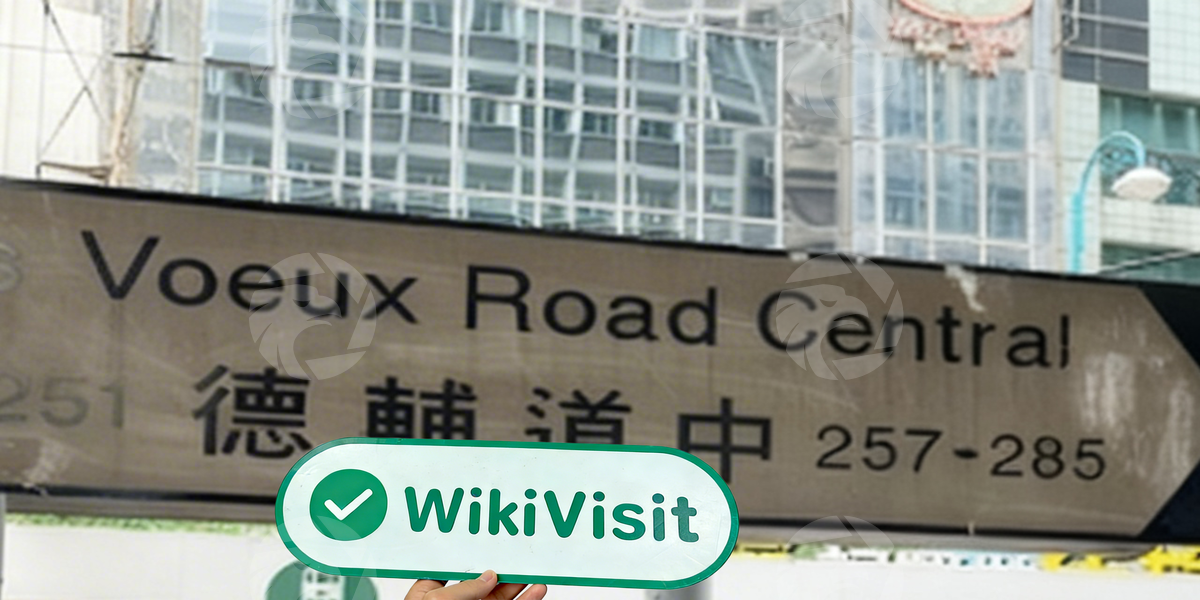 Voeux Road Central
251
德輔道中 257-285
WikiVisit